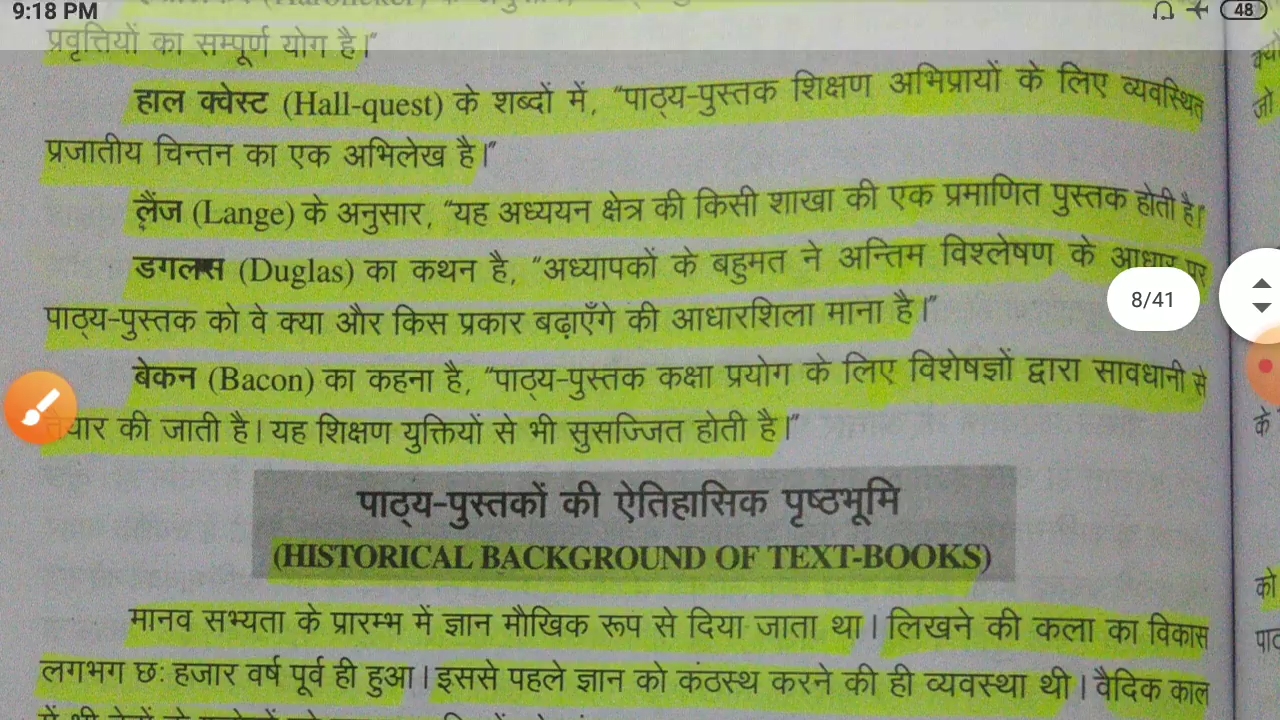 9:18 PM
48
प्रवृत्तियों का सम्पूर्ण योग है।"
हाल क्वेस्ट (Hall-quest) के शब्दों में, "पाठ्य-पुस्तक शिक्षण अभिप्रायों के लिए व्यवस्थित
प्रजातीय चिन्तन का एक अभिलेख है।"
लैंज (Lange) के अनुसार, "यह अध्ययन क्षेत्र की किसी शाखा की एक प्रमाणित पुस्तक होती है।
डगलस (Duglas) का कथन है, "अध्यापकों के बहुमत ने अन्तिम विश्लेषण के आधार पर
8/41
पाठ्य-पुस्तक को वे क्या और किस प्रकार बढ़ाएँगे की आधारशिला माना है।"
बेकन (Bacon) का कहना है, "पाठ्य-पुस्तक कक्षा प्रयोग के लिए विशेषज्ञों द्वारा सावधानी से
तैयार की जाती है। यह शिक्षण युक्तियों से भी सुसज्जित होती है।"
के
पाठ्य-पुस्तकों की ऐतिहासिक पृष्ठभूमि
(HISTORICAL BACKGROUND OF TEXT-BOOKS)
को
मानव सभ्यता के प्रारम्भ में ज्ञान मौखिक रूप से दिया जाता था। लिखने की कला का विकास
लगभग छः हजार वर्ष पूर्व ही हुआ। इससे पहले ज्ञान को कंठस्थ करने की ही व्यवस्था थी। वैदिक काल